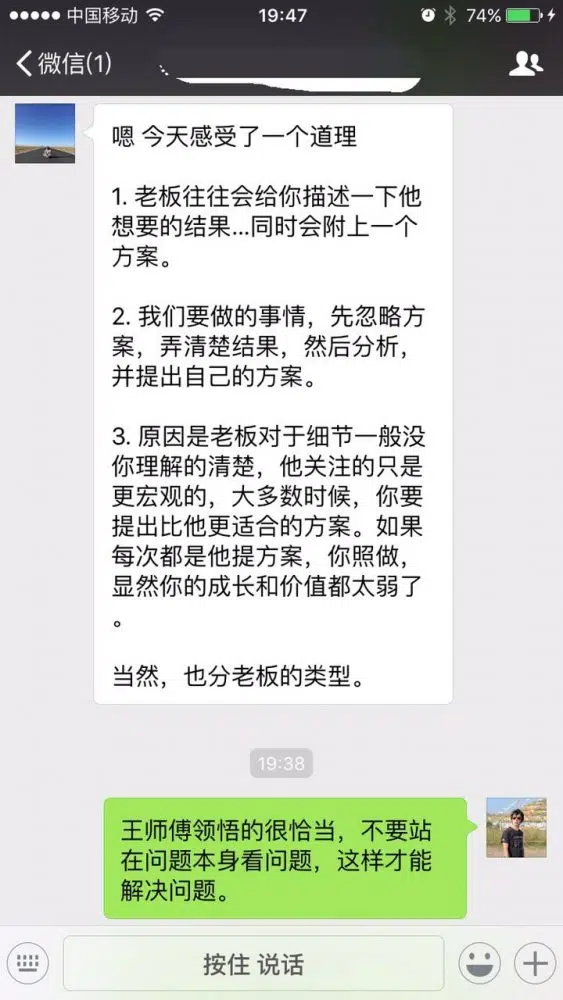 中国移动 19:47 74%
微信(1)
嗯 今天感受了一个道理
1. 老板往往会给你描述一下他
想要的结果...同时会附上一个
方案。
2. 我们要做的事情，先忽略方
案，弄清楚结果，然后分析，
并提出自己的方案。
3. 原因是老板对于细节一般没
你理解的清楚，他关注的只是
更宏观的，大多数时候，你要
提出比他更适合的方案。如果
每次都是他提方案，你照做，
显然你的成长和价值都太弱了
。
当然，也分老板的类型。
19:38
王师傅领悟的很恰当，不要站
在问题本身看问题，这样才能
解决问题。
按住 说话